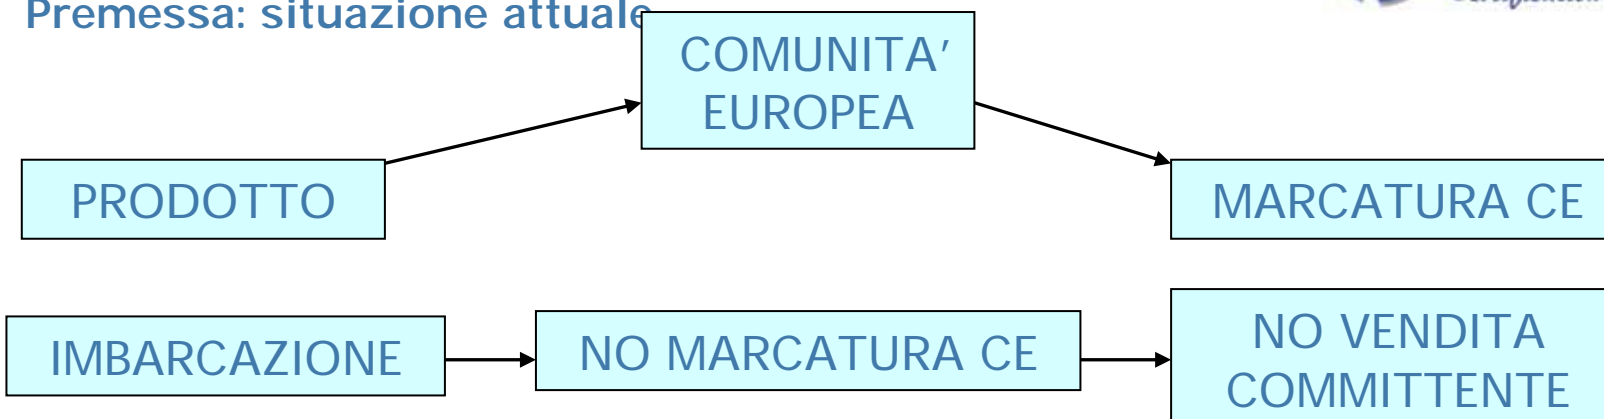 Premessa: situazione attuale
COMUNITA'
EUROPEA
PRODOTTO
MARCATURA CE
IMBARCAZIONE
NO MARCATURA CE
NO VENDITA
COMMITTENTE